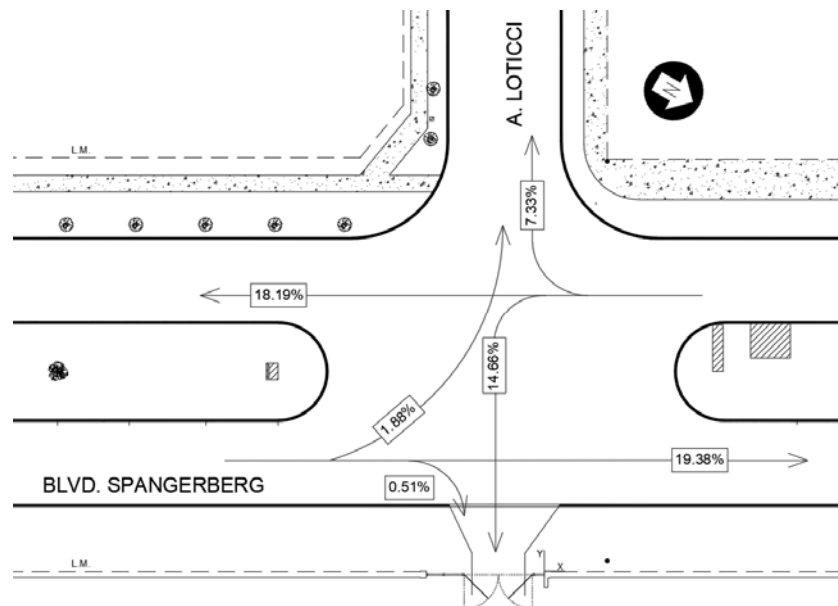 A. LOTICCI
N
L.M.
7.33%
18.19%
14.66%
1.88%
19.38%
0.51%
BLVD. SPANGERBERG
L.M.
Y
X